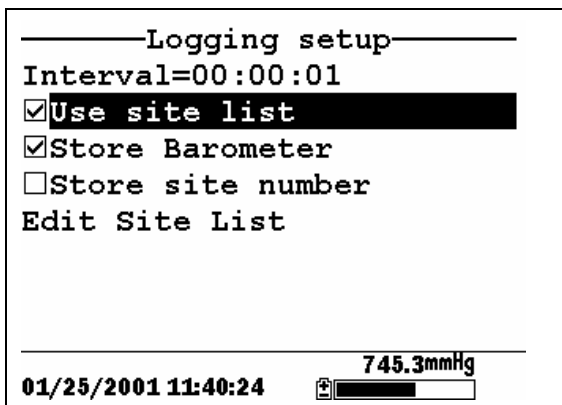 Logging setup
Interval=00:00:01
Use site list
Store Barometer
Store site number
Edit Site List
745.3mmHg
01/25/2001 11:40:24